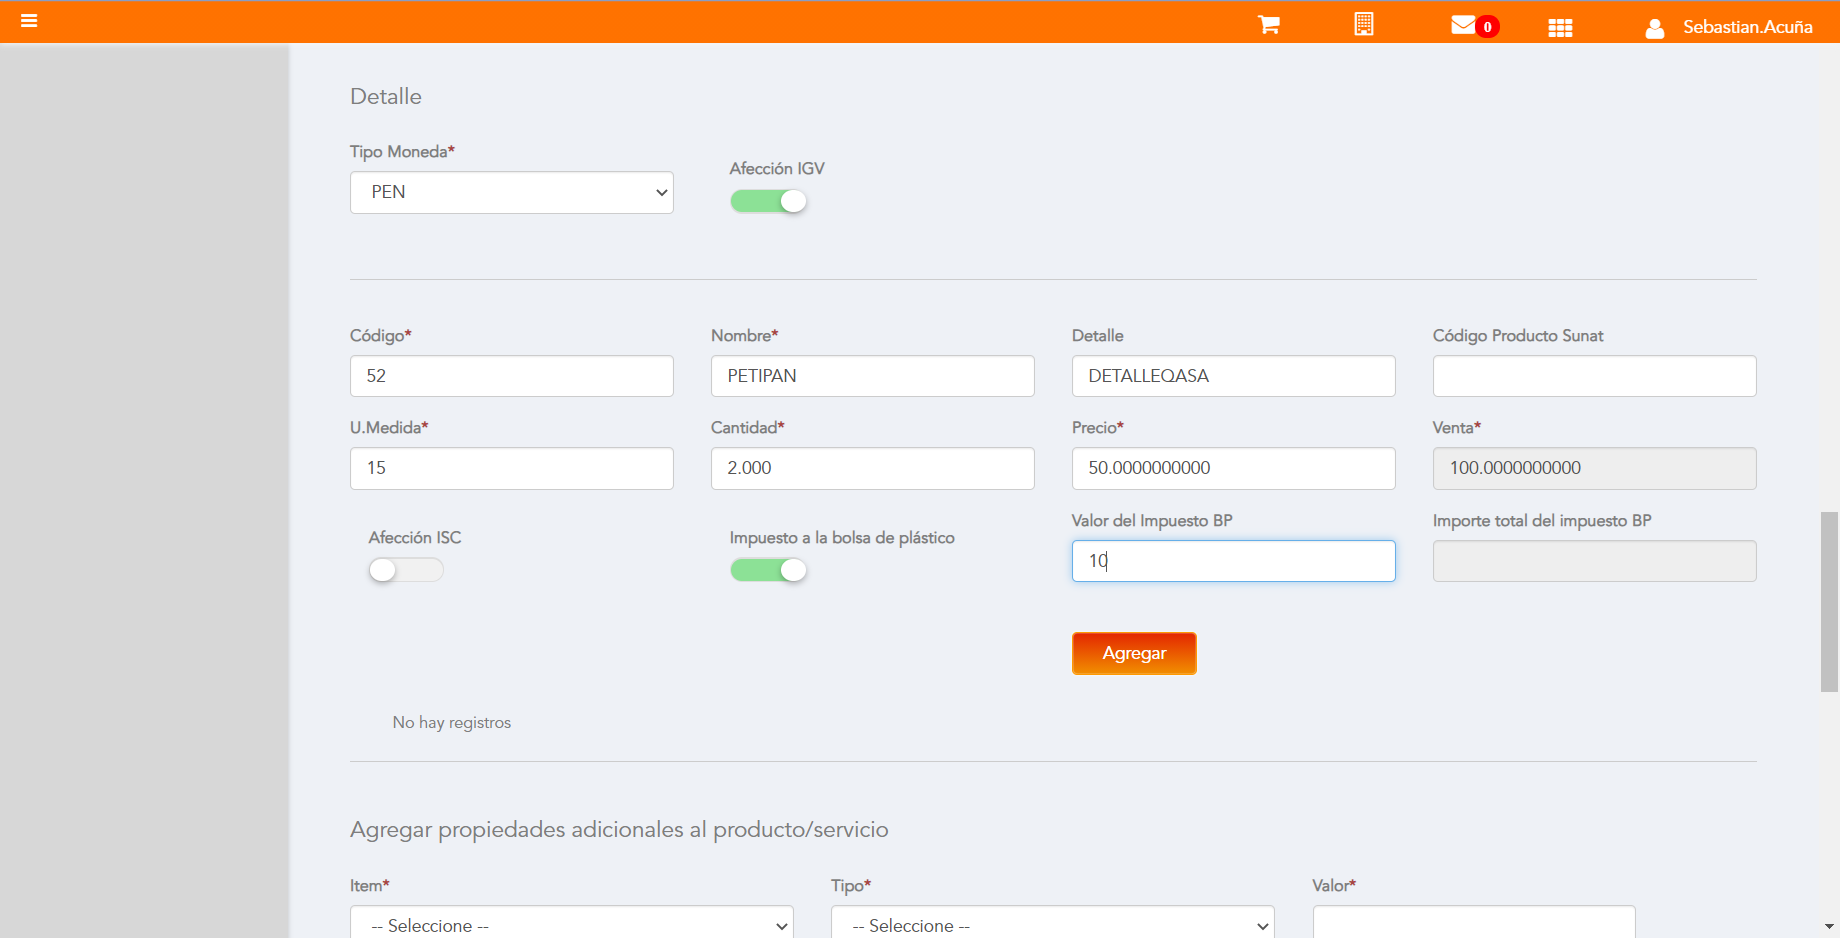 0 Sebastian.Acuña
Detalle
Tipo Moneda* Afección IGV
PEN
Código* Nombre* Detalle Código Producto Sunat
52 PETIPAN DETALLEQASA
U.Medida* Cantidad* Precio* Venta*
15 2.000 50.0000000000 100.0000000000
Afección ISC Impuesto a la bolsa de plástico Valor del Impuesto BP Importe total del impuesto BP
10
Agregar
No hay registros
Agregar propiedades adicionales al producto/servicio
Item* Tipo* Valor*
-- Seleccione -- -- Seleccione --